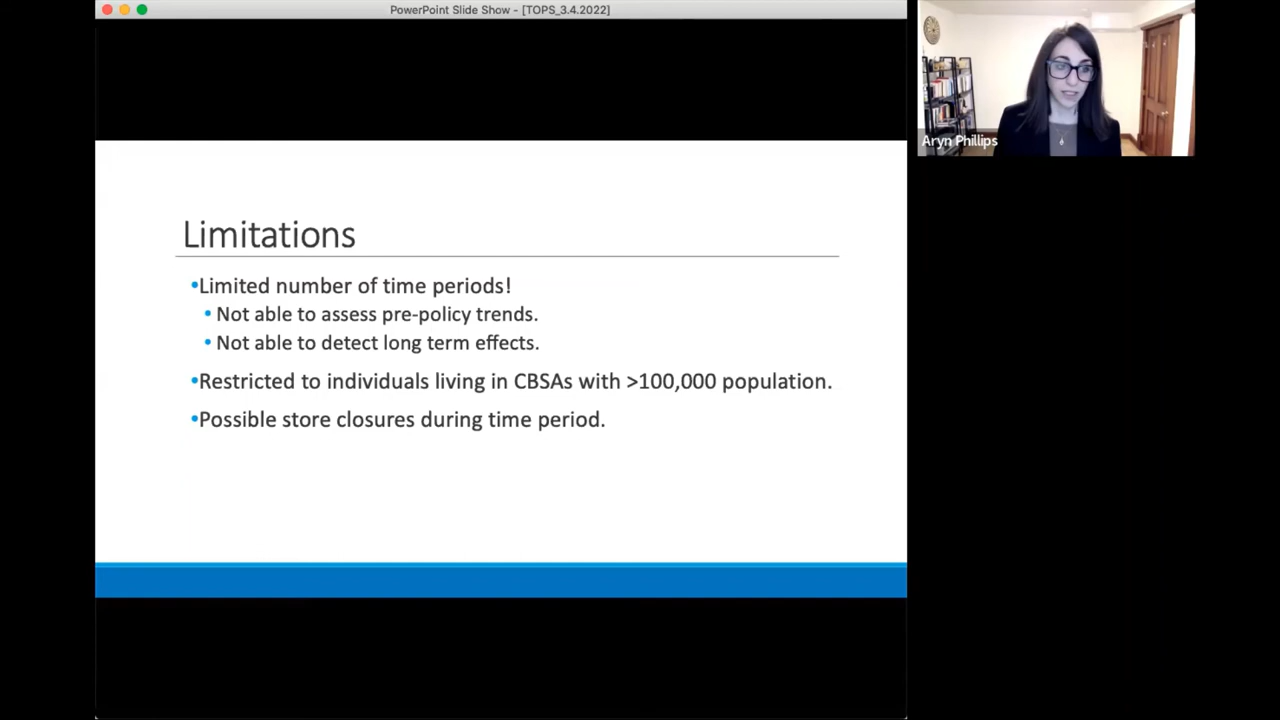 PowerPoint Slide Show - [TOPS_3.4.2022]
Aryn Phillips
Limitations
•Limited number of time periods!
• Not able to assess pre-policy trends.
• Not able to detect long term effects.
•Restricted to individuals living in CBSAs with >100,000 population.
•Possible store closures during time period.